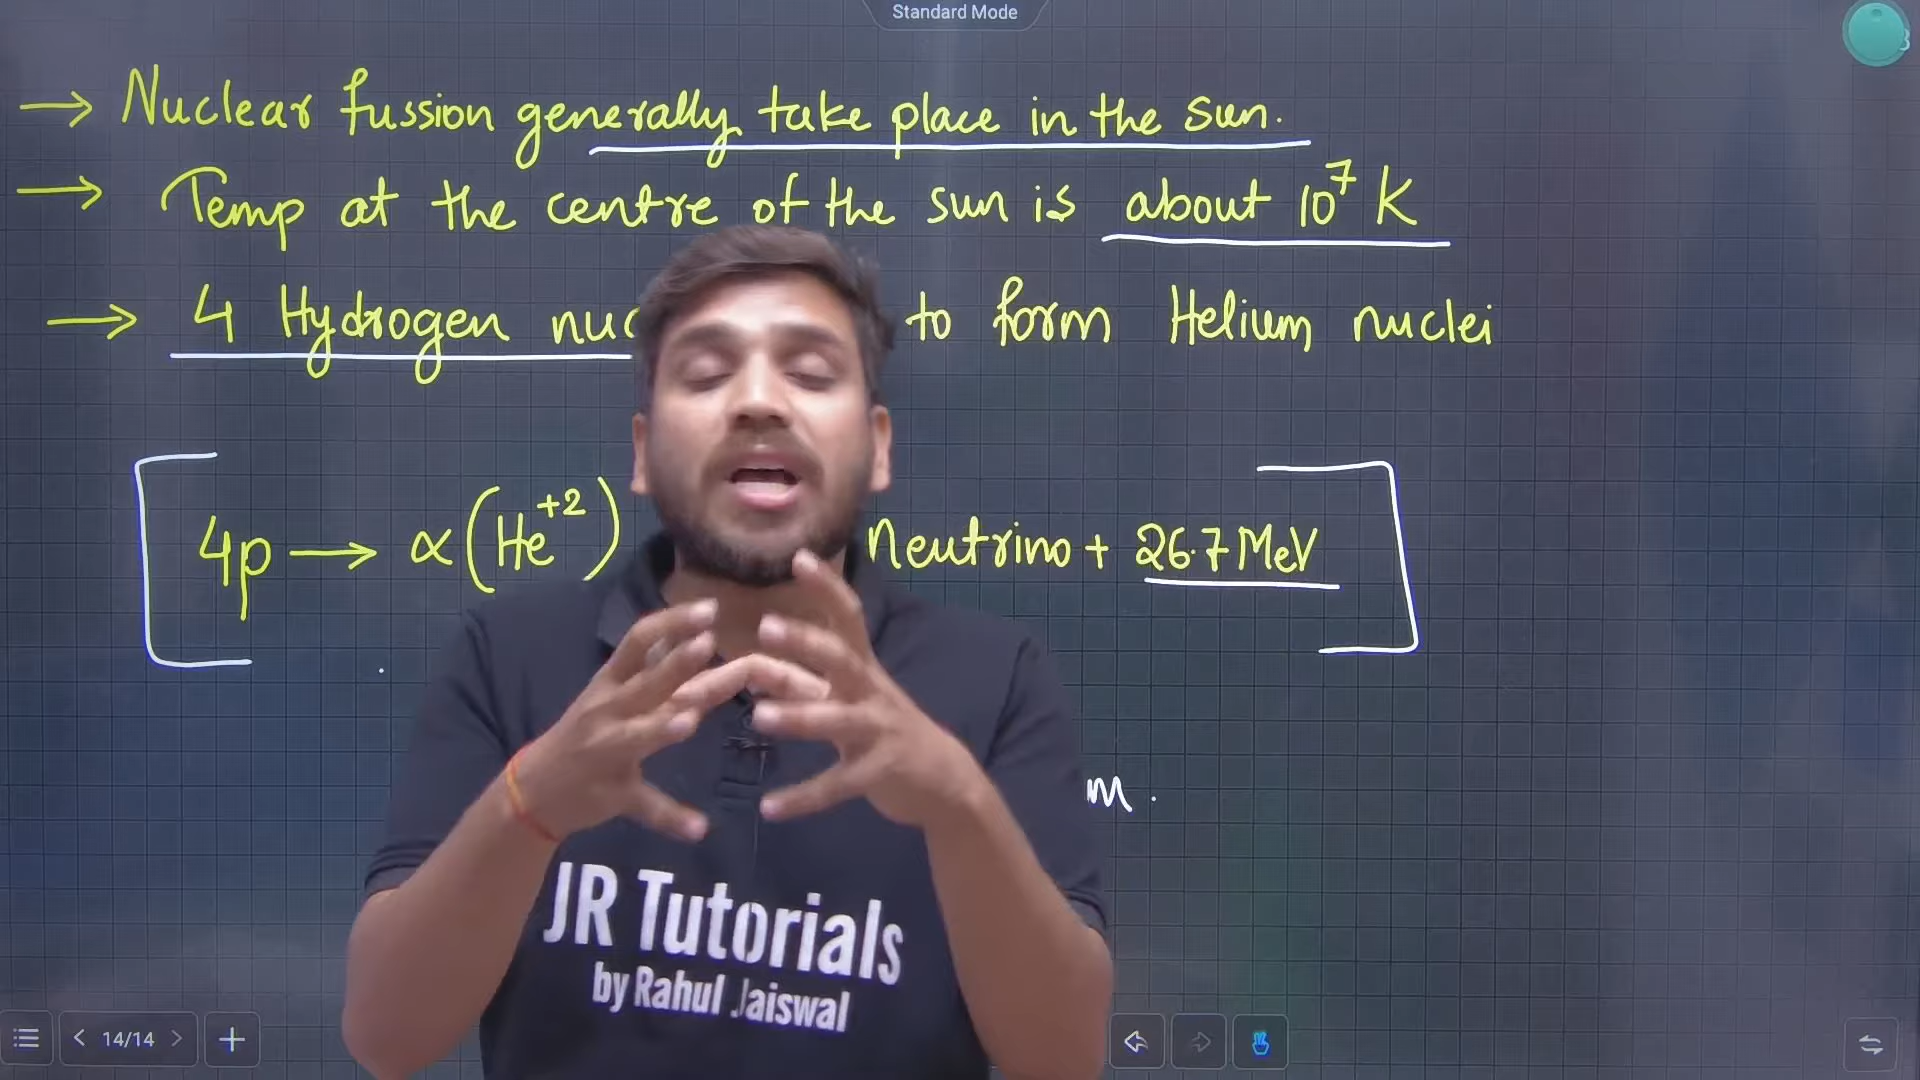 Standard Mode
→ Nuclear fussion generally take place in the sun.
→ Temp at the centre of the sun is about 10⁷ K
→ 4 Hydrogen to form Helium nuclei
4p → α(He⁺²) Neutrino + 26.7 MeV
m.
JR Tutorials
by Rahul Jaiswal
14/14